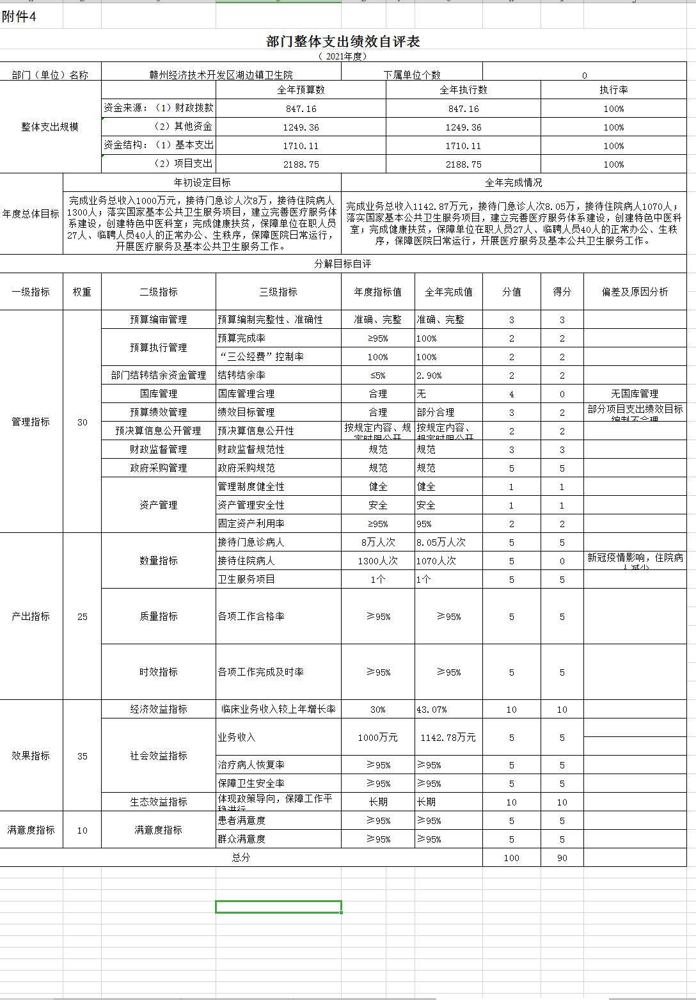 附件4
部门整体支出绩效自评表
( 2021年度)
部门(单位)名称 赣州经济技术开发区湖边镇卫生院 下属单位个数 0
整体支出规模 全年预算数 全年执行数 执行率
资金来源:(1)财政拨款 847.16 847.16 100%
(2)其他资金 1249.36 1249.36 100%
资金结构:(1)基本支出 1710.11 1710.11 100%
(2)项目支出 2188.75 2188.75 100%
年度总体目标 年初设定目标 全年完成情况
完成业务总收入1000万元,接待门急诊人次8万,接待住院病人
1300人;落实国家基本公共卫生服务项目,建立完善医疗服务体
系建设,创建特色中医科室;完成健康扶贫,保障单位在职人员
27人、临聘人员40人的正常办公、生秩序,保障医院日常运行,
开展医疗服务及基本公共卫生服务工作。
完成业务总收入1142.87万元,接待门急诊人次8.05万,接待住院病人1070人;
落实国家基本公共卫生服务项目,建立完善医疗服务体系建设,创建特色中医科
室;完成健康扶贫,保障单位在职人员27人、临聘人员40人的正常办公、生秩
序,保障医院日常运行,开展医疗服务及基本公共卫生服务工作。
分解目标自评
一级指标 权重 二级指标 三级指标 年度指标值 全年完成值 分值 得分 偏差及原因分析
管理指标 30 预算编审管理 预算编制完整性、准确性 准确、完整 准确、完整 3 3
预算执行管理 预算完成率 ≥95% 100% 2 2
“三公经费”控制率 100% 100% 2 2
部门结转结余资金管理 结转结余率 ≤5% 2.90% 2 2
国库管理 国库管理合理 合理 无 4 0 无国库管理
预算绩效管理 绩效目标管理 合理 部分合理 3 2 部分项目支出绩效目标
编制不合理
预决算信息公开管理 预决算信息公开性 按规定内容、规 按规定内容、 2 2
定时限公开 规定时限公开
财政监督管理 财政监督规范性 规范 规范 3 3
政府采购管理 政府采购规范 规范 规范 5 5
资产管理 管理制度健全性 健全 健全 1 1
资产管理安全性 安全 安全 1 1
固定资产利用率 ≥95% 95% 2 2
产出指标 25 数量指标 接待门急诊病人 8万人次 8.05万人次 5 5
接待住院病人 1300人次 1070人次 5 0 新冠疫情影响,住院病
人减少
卫生服务项目 1个 1个 5 5
质量指标 各项工作合格率 ≥95% ≥95% 5 5
时效指标 各项工作完成及时率 ≥95% ≥95% 5 5
效果指标 35 经济效益指标 临床业务收入较上年增长率 30% 43.07% 10 10
社会效益指标 业务收入 1000万元 1142.78万元 5 5
治疗病人恢复率 ≥95% ≥95% 5 5
保障卫生安全率 ≥95% ≥95% 5 5
生态效益指标 体现政策导向,保障工作平 长期 长期 10 10
稳进行
满意度指标 10 满意度指标 患者满意度 ≥95% ≥95% 5 5
群众满意度 ≥95% ≥95% 5 5
总分 100 90